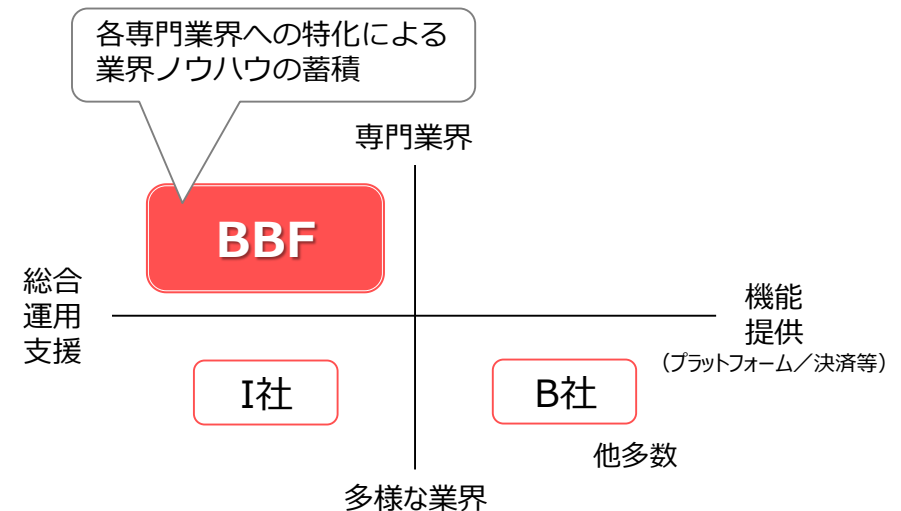 各専門業界への特化による
業界ノウハウの蓄積
専門業界
BBF
総合
運用
支援
機能
提供
(プラットフォーム/決済等)
I社
B社
他多数
多様な業界